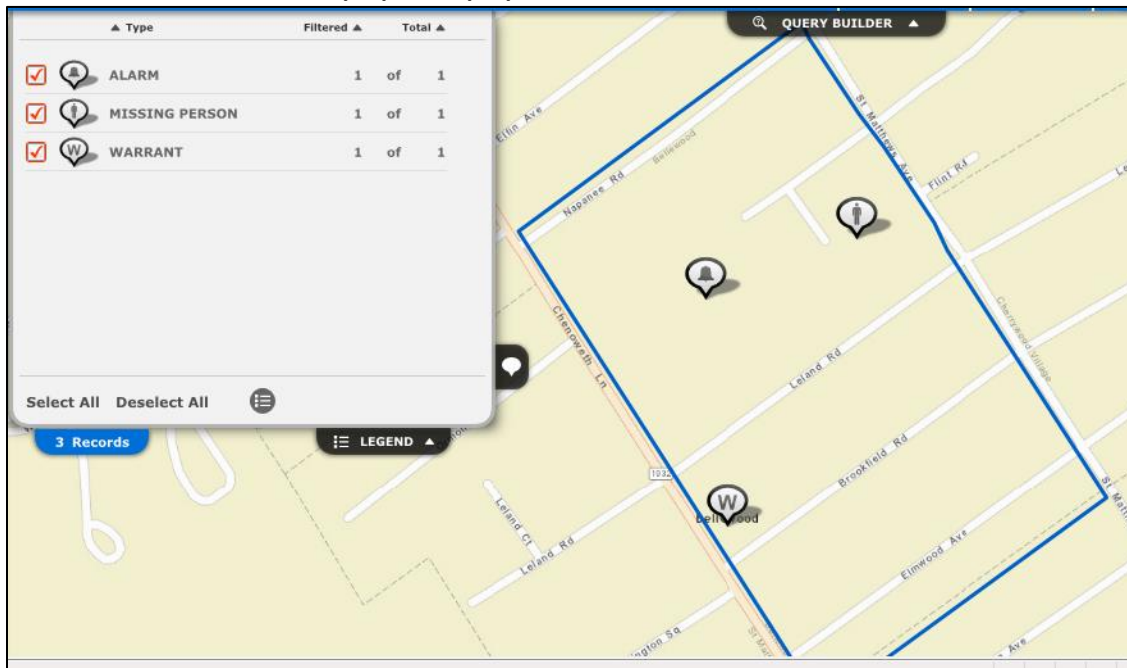 Type Filtered Total
QUERY BUILDER
ALARM 1 of 1
MISSING PERSON 1 of 1
WARRANT 1 of 1
Select All Deselect All
3 Records
LEGEND
Elfin Ave
Bellewood
Napanee Rd
St Matthews Ave
Flint Rd
Cherrywood Village
Chenoweth Ln
Leland Rd
Brookfield Rd
1932
W
W
Elmwood Ave
Leland Ct
Leland Rd
Ave